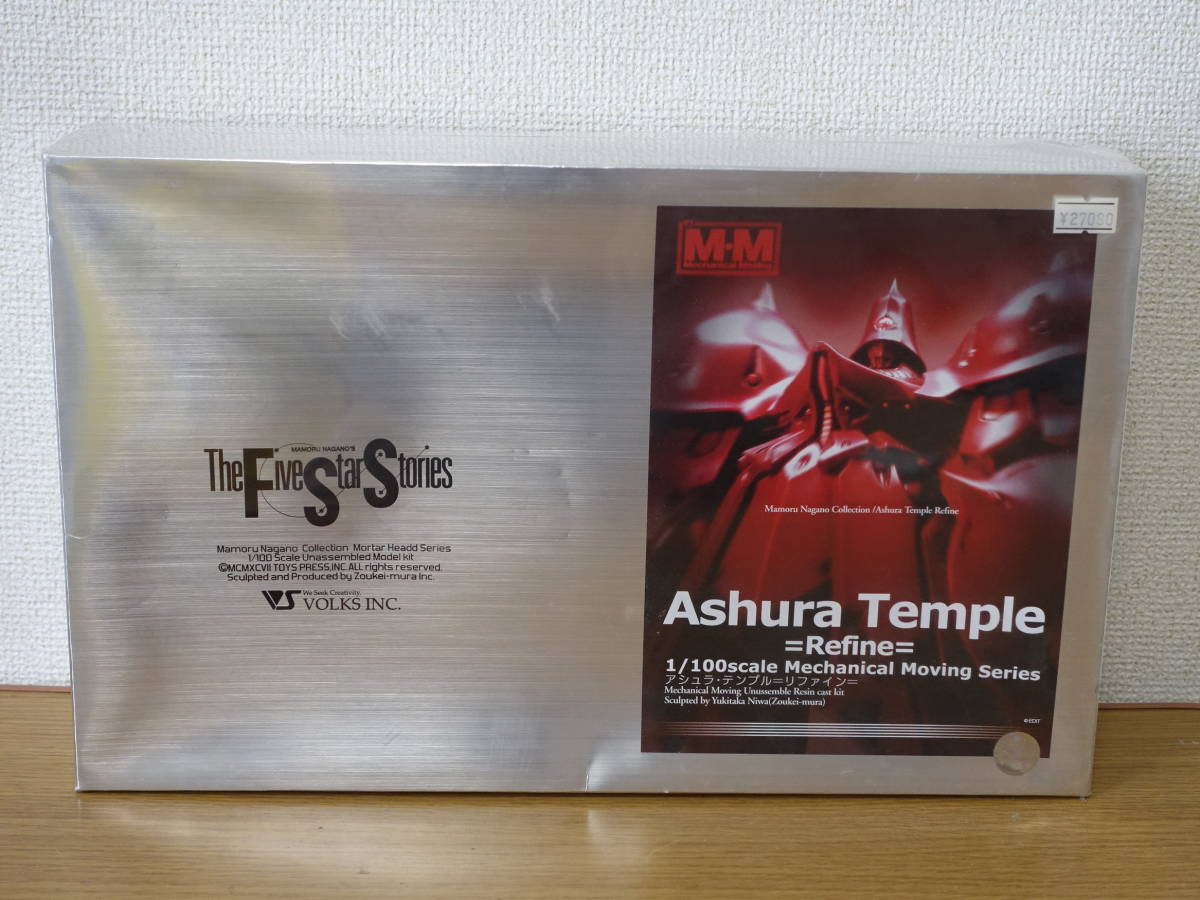 MAMORU NAGANO'S
The Five Star Stories
Mamoru Nagano Collection Mortar Headd Series
1/100 Scale Unassembled Model kit
©MCMXCVII TOYS PRESS,INC ALL rights reserved.
Sculpted and Produced by Zoukei-mura Inc.
We Seek Creativity.
VS VOLKS INC.
¥27090
M·M
Mamoru Nagano Collection /Ashura Temple Refine
Ashura Temple
=Refine=
1/100scale Mechanical Moving Series
アシュラ・テンプル＝リファイン＝
Mechanical Moving Unussemble Resin cast kit
Sculpted by Yukitaka Niwa(Zoukei-mura)
©EDIT